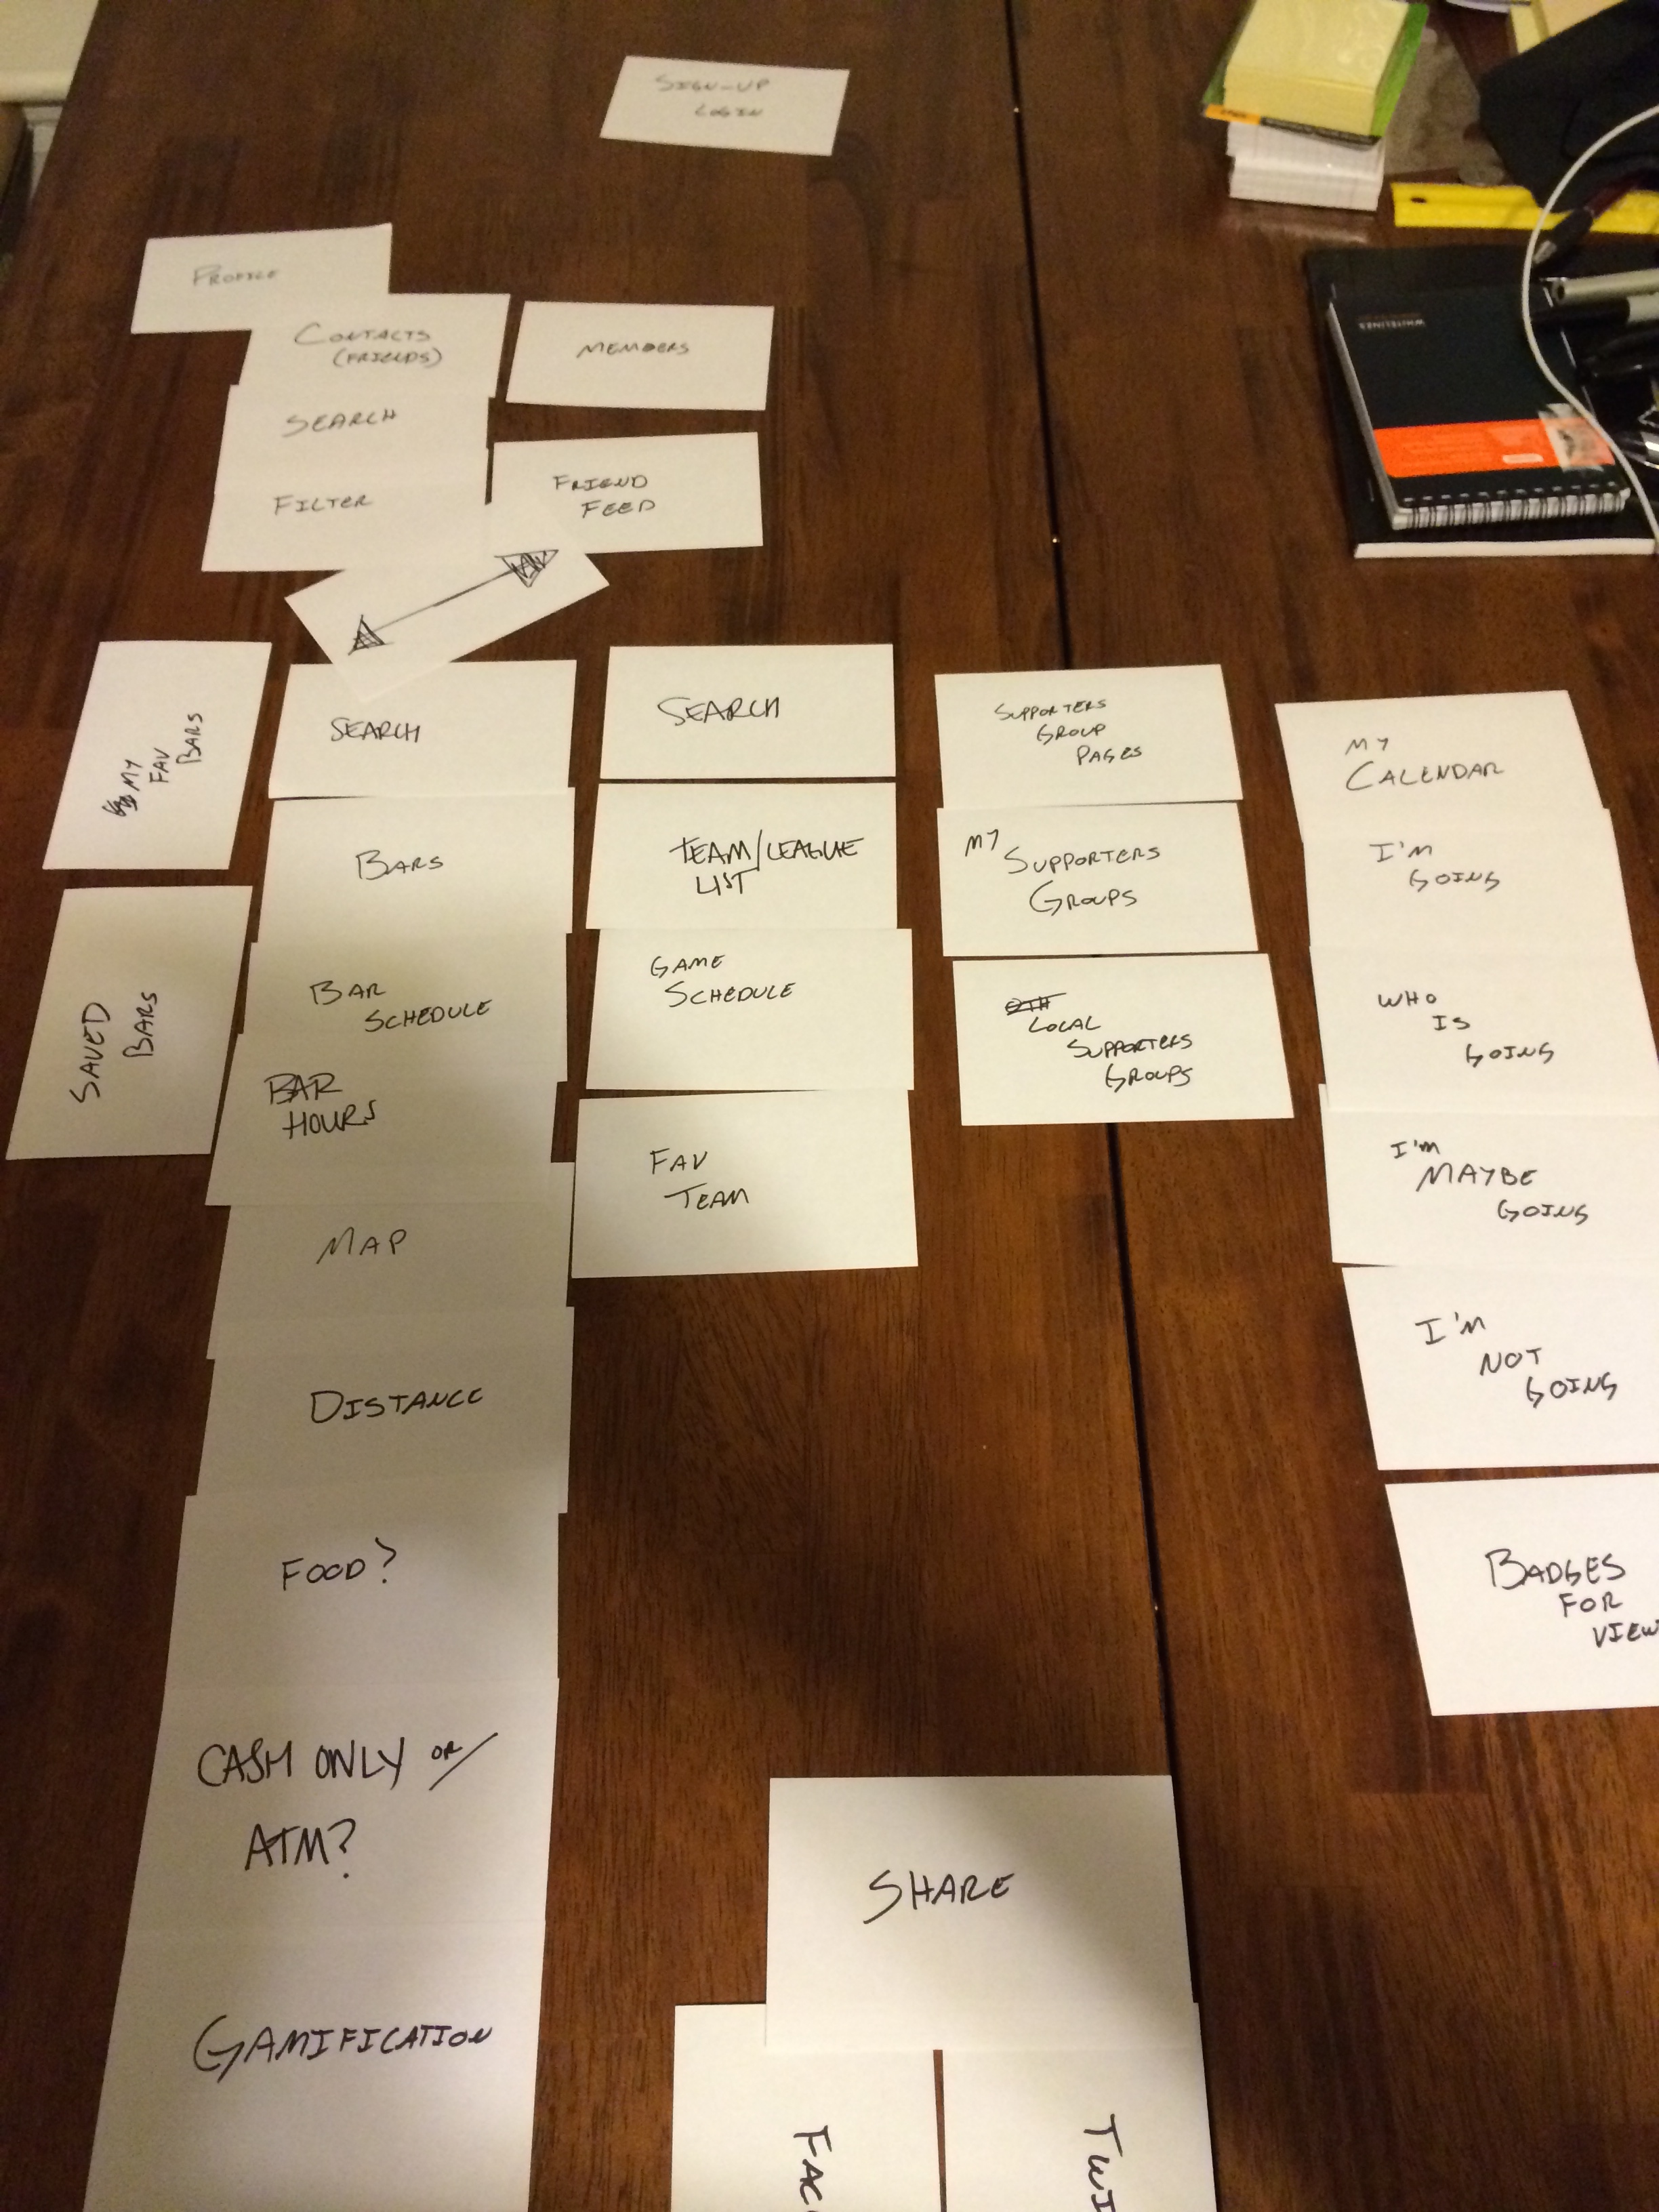 SIGN-UP
LOGIN
PROFILE
CONTACTS
(FRIENDS)
MEMBERS
SEARCH
FILTER
FRIEND
FEED
WHITELINES
MY
FAV
BARS
SAVED
BARS
SEARCH
BARS
BAR
SCHEDULE
BAR
HOURS
MAP
DISTANCE
FOOD?
CASH ONLY OR
ATM?
GAMIFICATION
SEARCH
TEAM/LEAGUE
LIST
GAME
SCHEDULE
FAV
TEAM
SUPPORTERS
GROUP
PAGES
MY
SUPPORTERS
GROUPS
OTH
LOCAL
SUPPORTERS
GROUPS
MY
CALENDAR
I'M
GOING
WHO
IS
GOING
I'M
MAYBE
GOING
I'M
NOT
GOING
BADGES
FOR
VIEW
SHARE
FAC
TWI